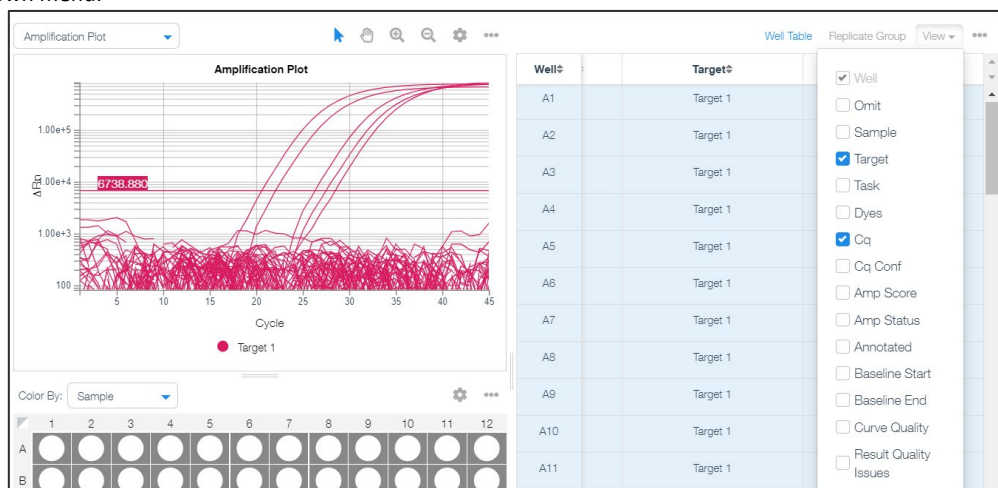 Amplification Plot
Well Table Replicate Group View
Amplification Plot
1.00e+5
1.00e+4
1.00e+3
100
ΔRn
6738.880
5 10 15 20 25 30 35 40 45
Cycle
Target 1
Color By: Sample
1 2 3 4 5 6 7 8 9 10 11 12
A
B
Well Target
A1 Target 1
A2 Target 1
A3 Target 1
A4 Target 1
A5 Target 1
A6 Target 1
A7 Target 1
A8 Target 1
A9 Target 1
A10 Target 1
A11 Target 1
Well
Omit
Sample
Target
Task
Dyes
Cq
Cq Conf
Amp Score
Amp Status
Annotated
Baseline Start
Baseline End
Curve Quality
Result Quality
Issues